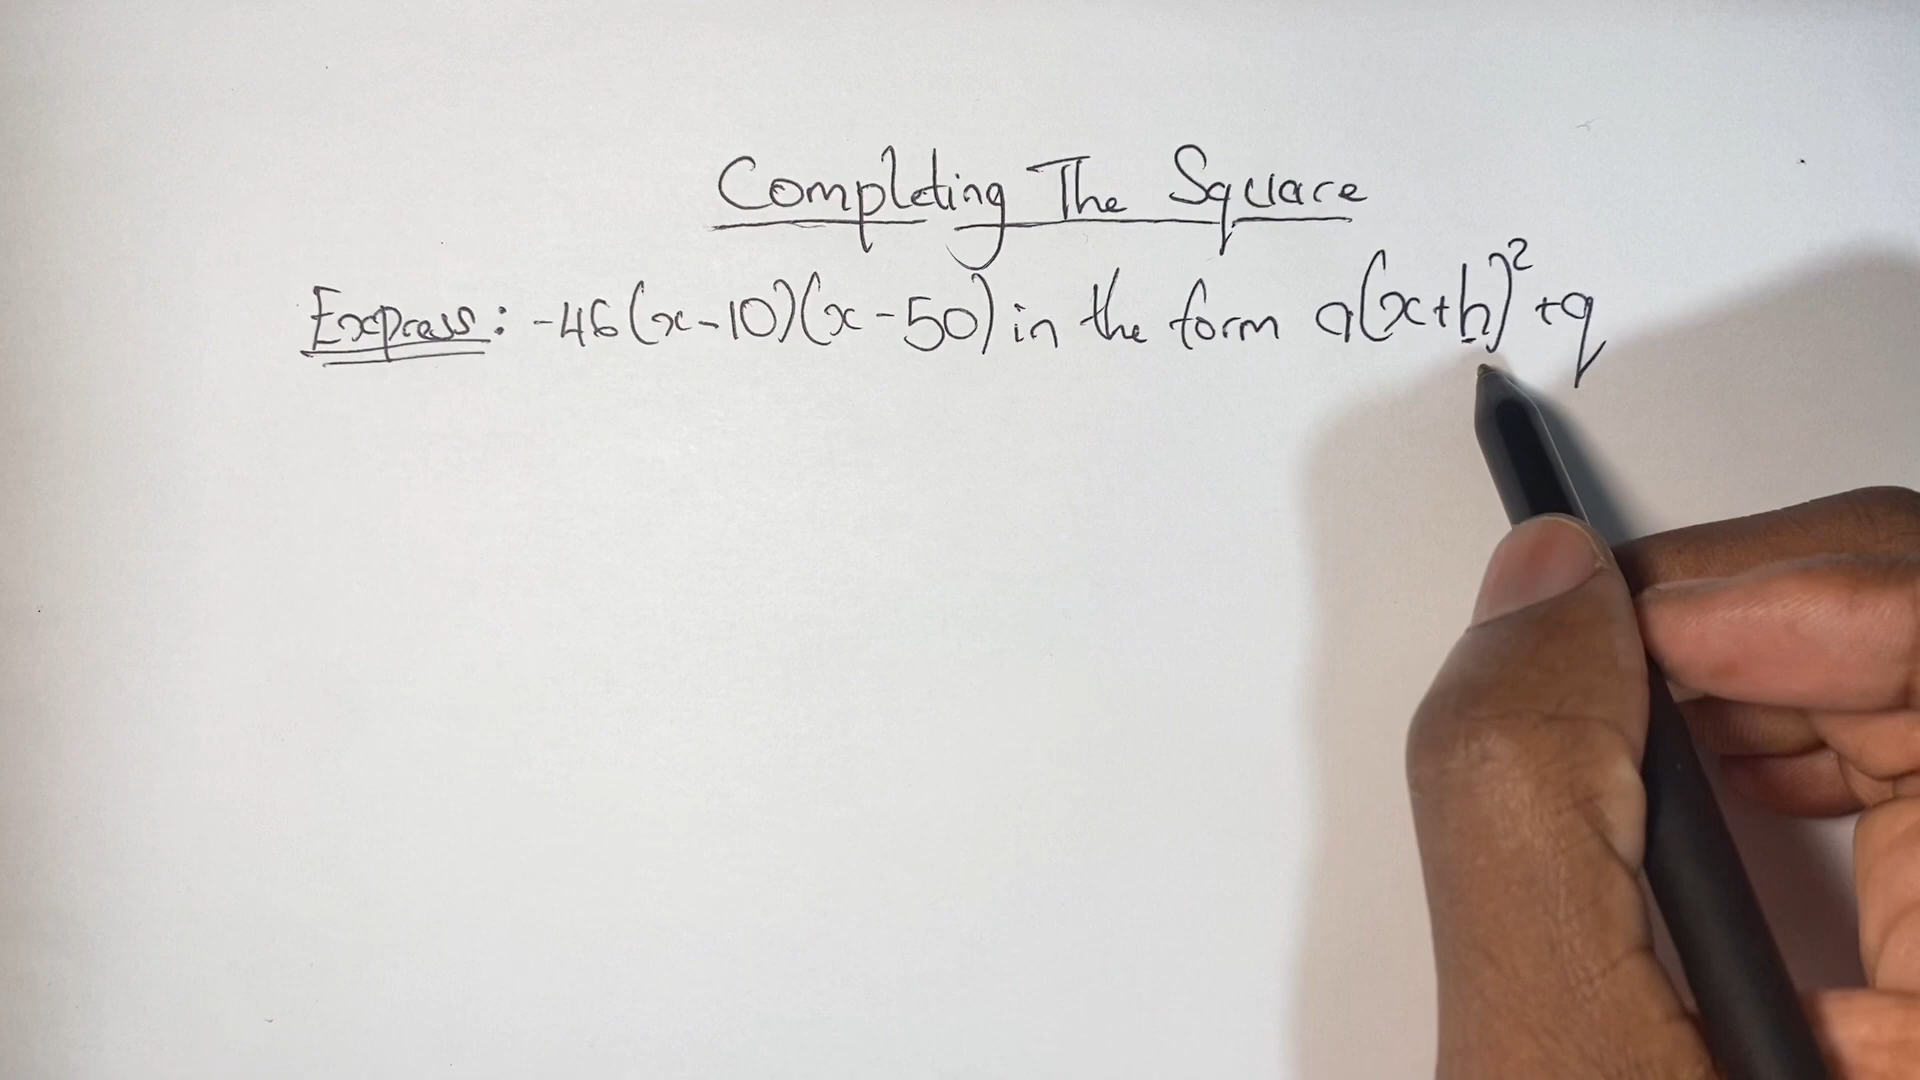 Completing The Square
Express: -46(x-10)(x-50) in the form a(x+h)²+q